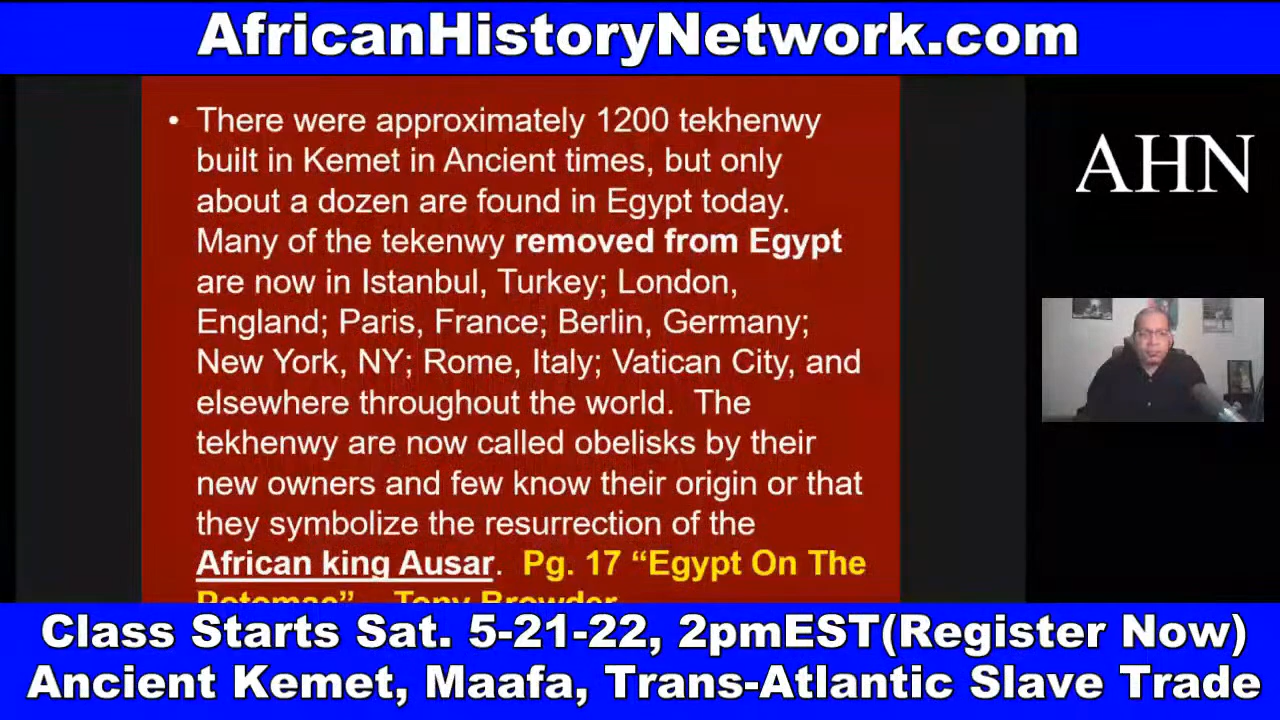 AfricanHistoryNetwork.com
• There were approximately 1200 tekhenwy
built in Kemet in Ancient times, but only
about a dozen are found in Egypt today.
Many of the tekenwy removed from Egypt
are now in Istanbul, Turkey; London,
England; Paris, France; Berlin, Germany;
New York, NY; Rome, Italy; Vatican City, and
elsewhere throughout the world. The
tekhenwy are now called obelisks by their
new owners and few know their origin or that
they symbolize the resurrection of the
African king Ausar. Pg. 17 “Egypt On The
Potomac” – Tony Browder
AHN
Class Starts Sat. 5-21-22, 2pmEST(Register Now)
Ancient Kemet, Maafa, Trans-Atlantic Slave Trade